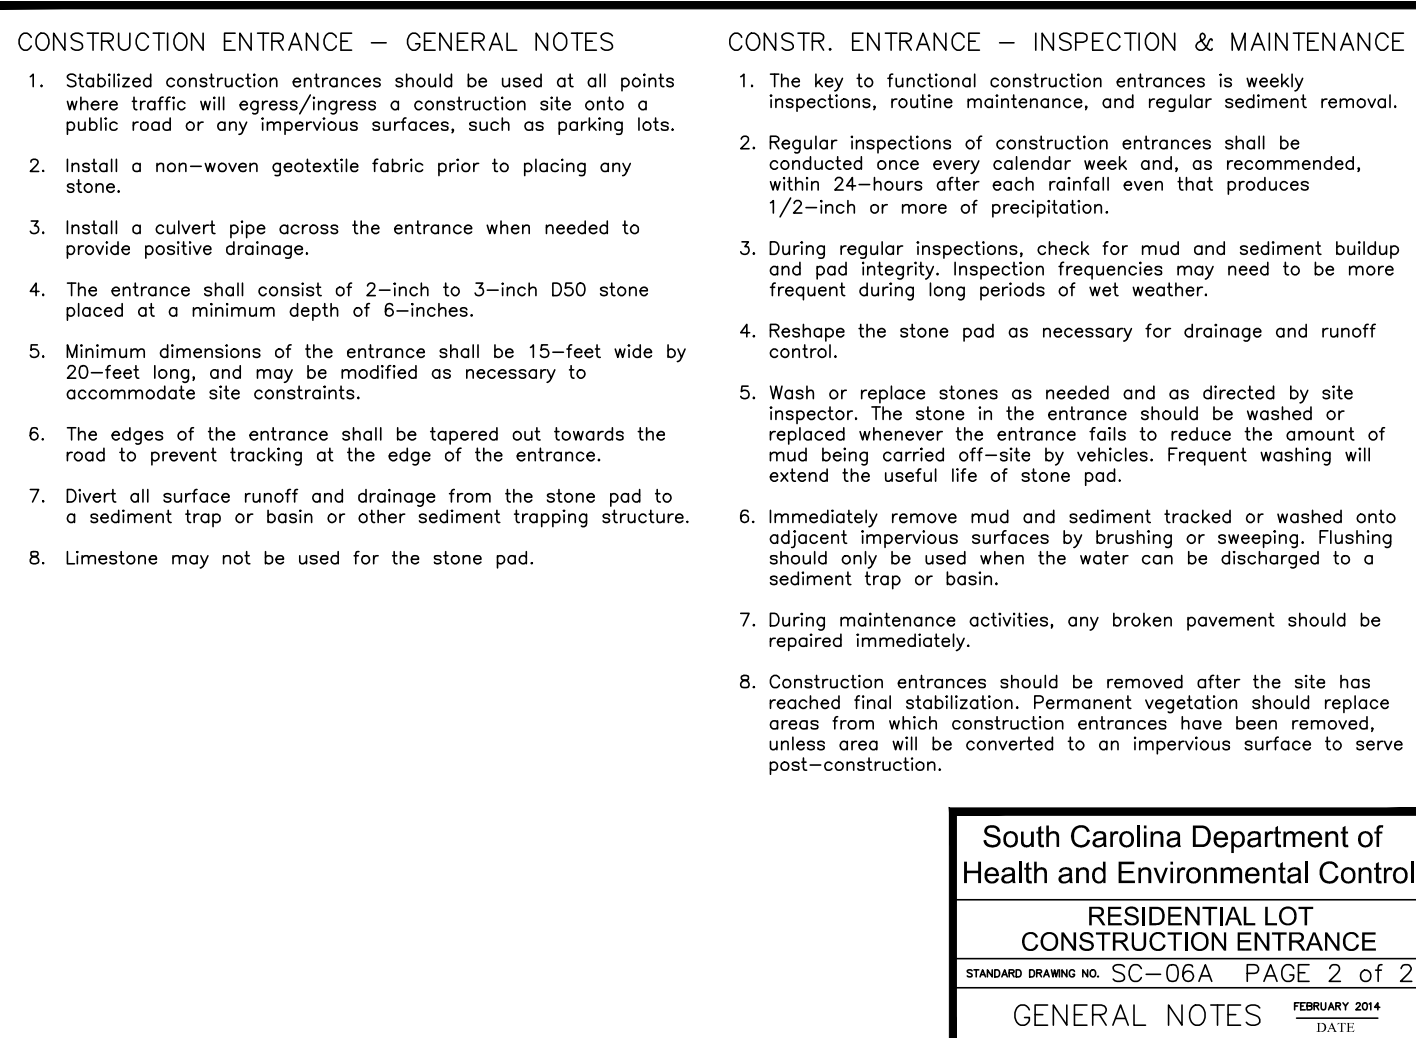 CONSTRUCTION ENTRANCE — GENERAL NOTES
1. Stabilized construction entrances should be used at all points
where traffic will egress/ingress a construction site onto a
public road or any impervious surfaces, such as parking lots.
2. Install a non—woven geotextile fabric prior to placing any
stone.
3. Install a culvert pipe across the entrance when needed to
provide positive drainage.
4. The entrance shall consist of 2—inch to 3—inch D50 stone
placed at a minimum depth of 6—inches.
5. Minimum dimensions of the entrance shall be 15—feet wide by
20—feet long, and may be modified as necessary to
accommodate site constraints.
6. The edges of the entrance shall be tapered out towards the
road to prevent tracking at the edge of the entrance.
7. Divert all surface runoff and drainage from the stone pad to
a sediment trap or basin or other sediment trapping structure.
8. Limestone may not be used for the stone pad.
CONSTR. ENTRANCE — INSPECTION & MAINTENANCE
1. The key to functional construction entrances is weekly
inspections, routine maintenance, and regular sediment removal.
2. Regular inspections of construction entrances shall be
conducted once every calendar week and, as recommended,
within 24—hours after each rainfall even that produces
1/2—inch or more of precipitation.
3. During regular inspections, check for mud and sediment buildup
and pad integrity. Inspection frequencies may need to be more
frequent during long periods of wet weather.
4. Reshape the stone pad as necessary for drainage and runoff
control.
5. Wash or replace stones as needed and as directed by site
inspector. The stone in the entrance should be washed or
replaced whenever the entrance fails to reduce the amount of
mud being carried off—site by vehicles. Frequent washing will
extend the useful life of stone pad.
6. Immediately remove mud and sediment tracked or washed onto
adjacent impervious surfaces by brushing or sweeping. Flushing
should only be used when the water can be discharged to a
sediment trap or basin.
7. During maintenance activities, any broken pavement should be
repaired immediately.
8. Construction entrances should be removed after the site has
reached final stabilization. Permanent vegetation should replace
areas from which construction entrances have been removed,
unless area will be converted to an impervious surface to serve
post—construction.
South Carolina Department of
Health and Environmental Control
RESIDENTIAL LOT
CONSTRUCTION ENTRANCE
STANDARD DRAWING NO. SC—06A PAGE 2 of 2
GENERAL NOTES FEBRUARY 2014
DATE